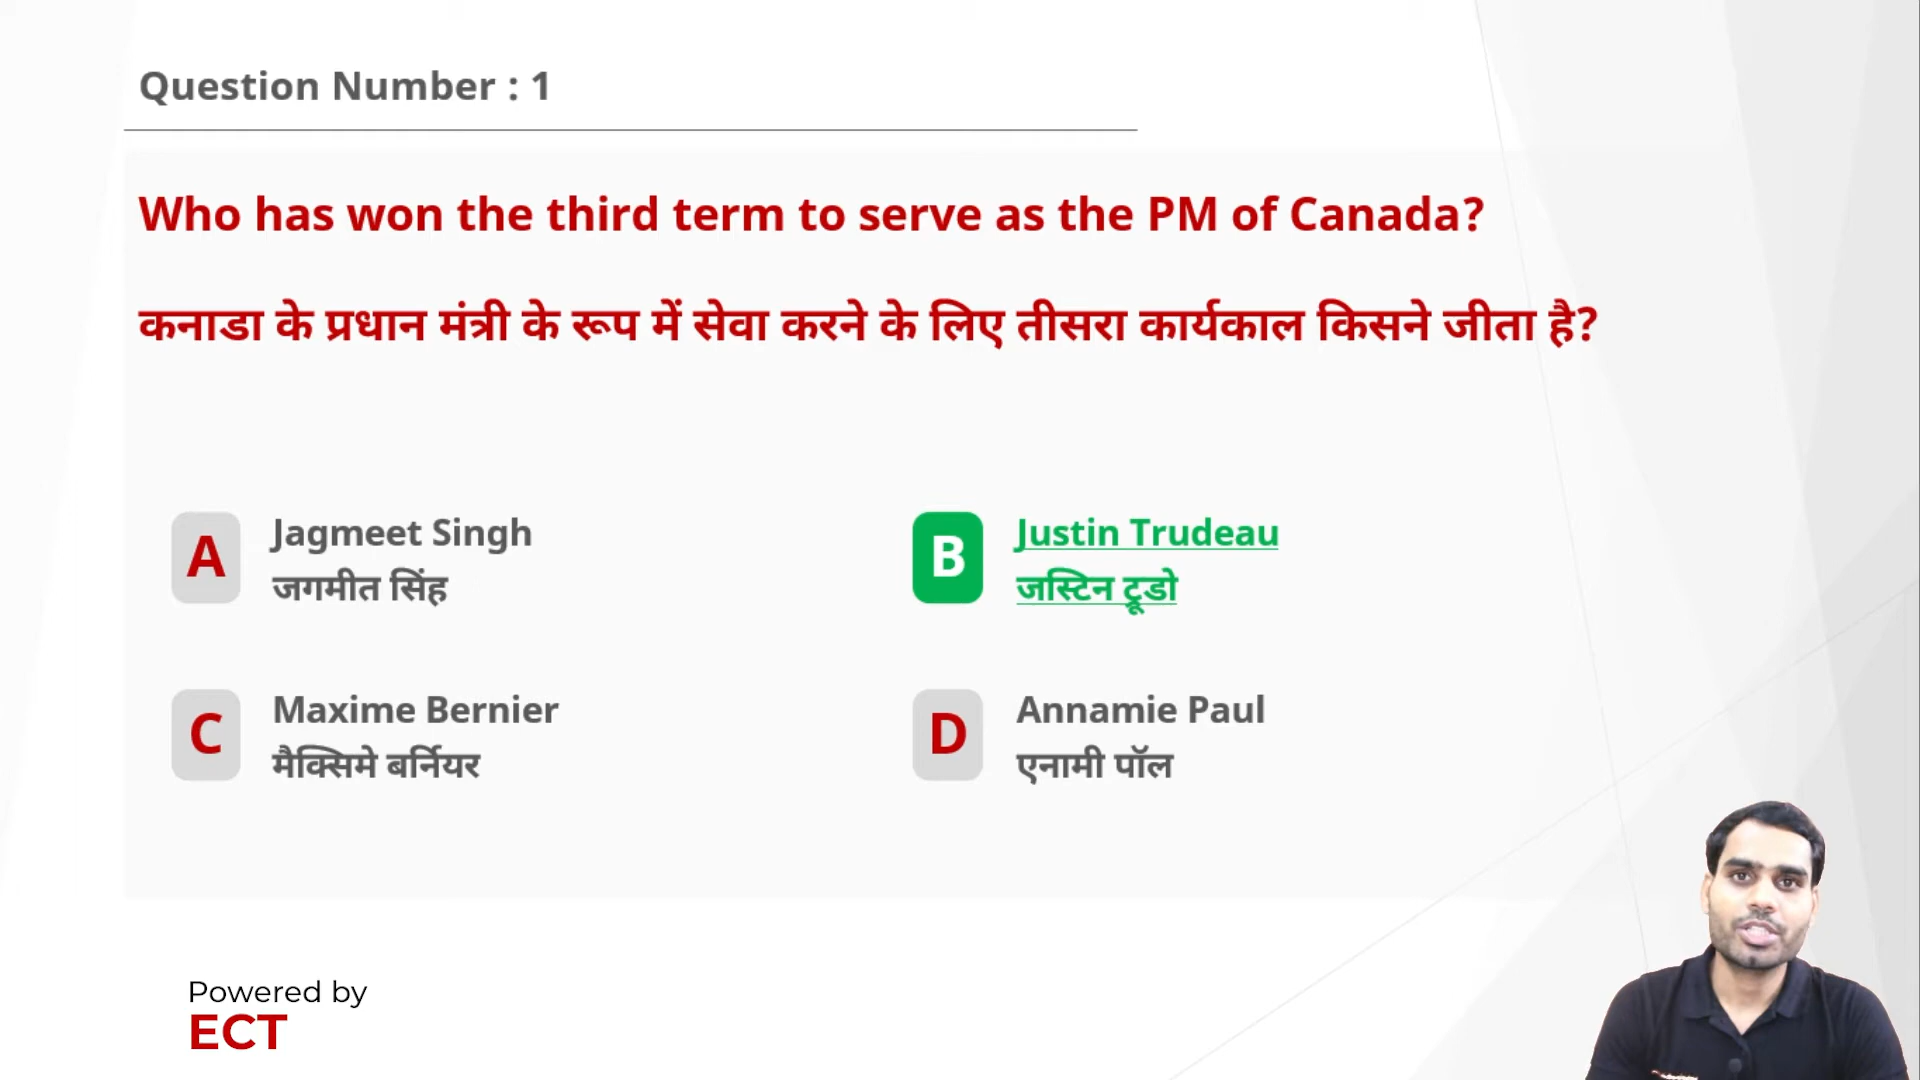 Question Number : 1
Who has won the third term to serve as the PM of Canada?
कनाडा के प्रधान मंत्री के रूप में सेवा करने के लिए तीसरा कार्यकाल किसने जीता है?
A
Jagmeet Singh
जगमीत सिंह
B
Justin Trudeau
जस्टिन ट्रूडो
C
Maxime Bernier
मैक्सिमे बर्नियर
D
Annamie Paul
एनामी पॉल
Powered by
ECT